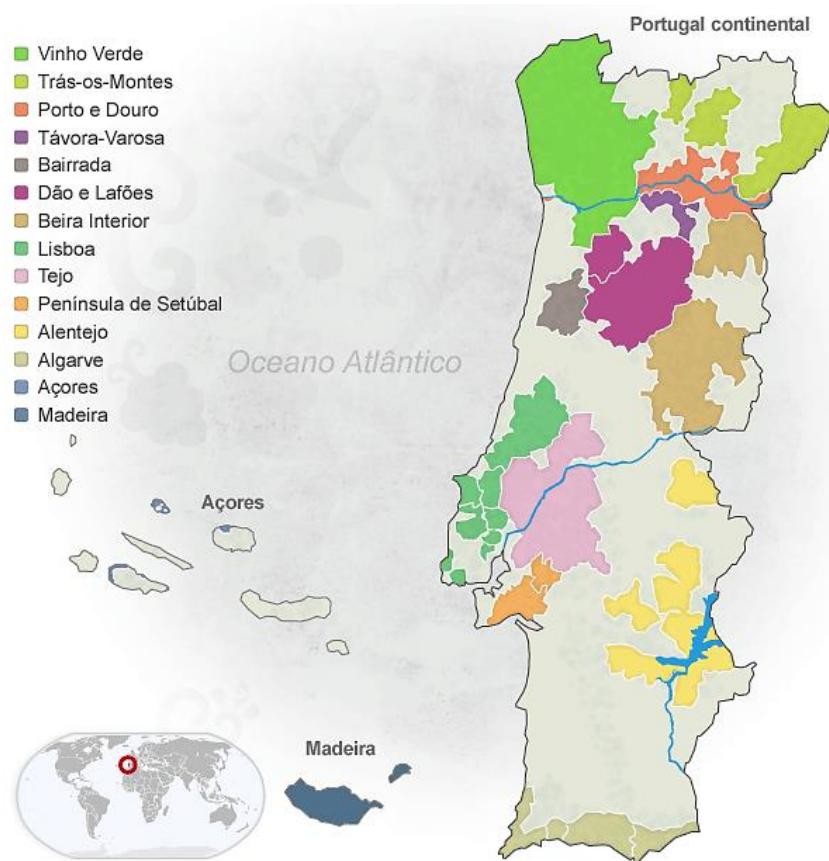 Portugal continental
Vinho Verde
Trás-os-Montes
Porto e Douro
Távora-Varosa
Bairrada
Dão e Lafões
Beira Interior
Lisboa
Tejo
Península de Setúbal
Alentejo
Algarve
Açores
Madeira
Oceano Atlântico
Açores
Madeira